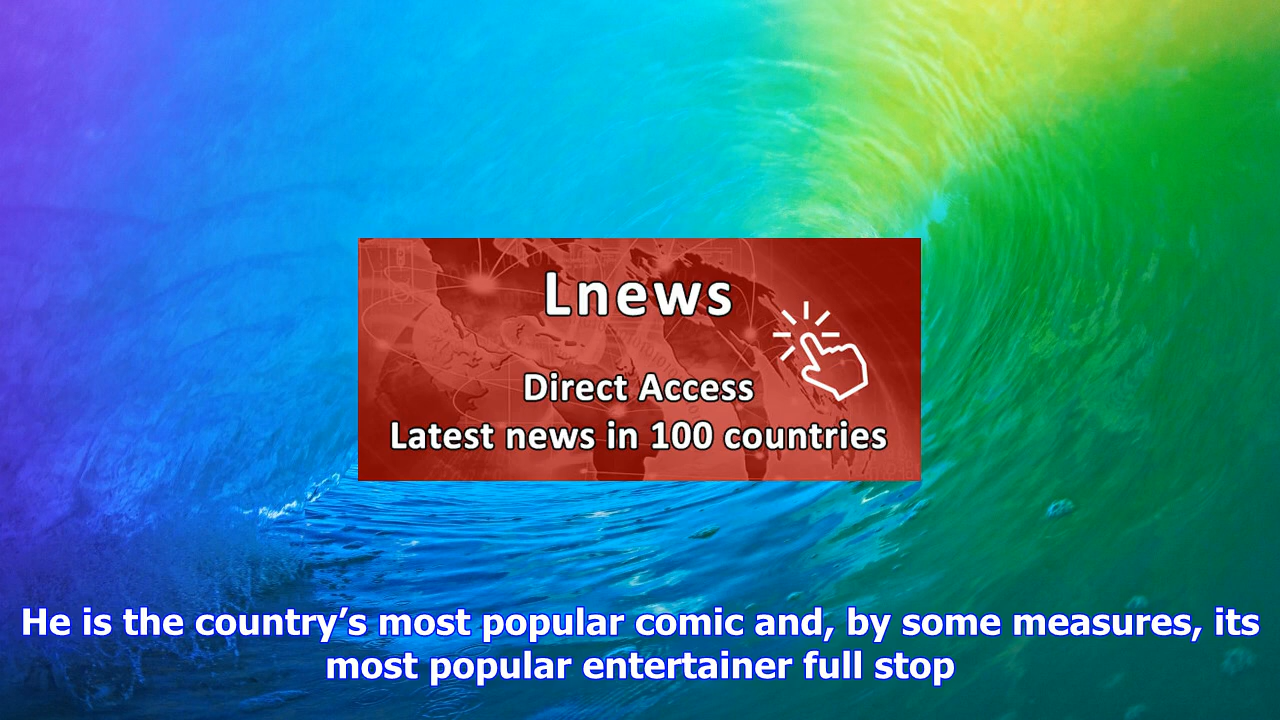 Lnews
Direct Access
Latest news in 100 countries
He is the country’s most popular comic and, by some measures, its
most popular entertainer full stop